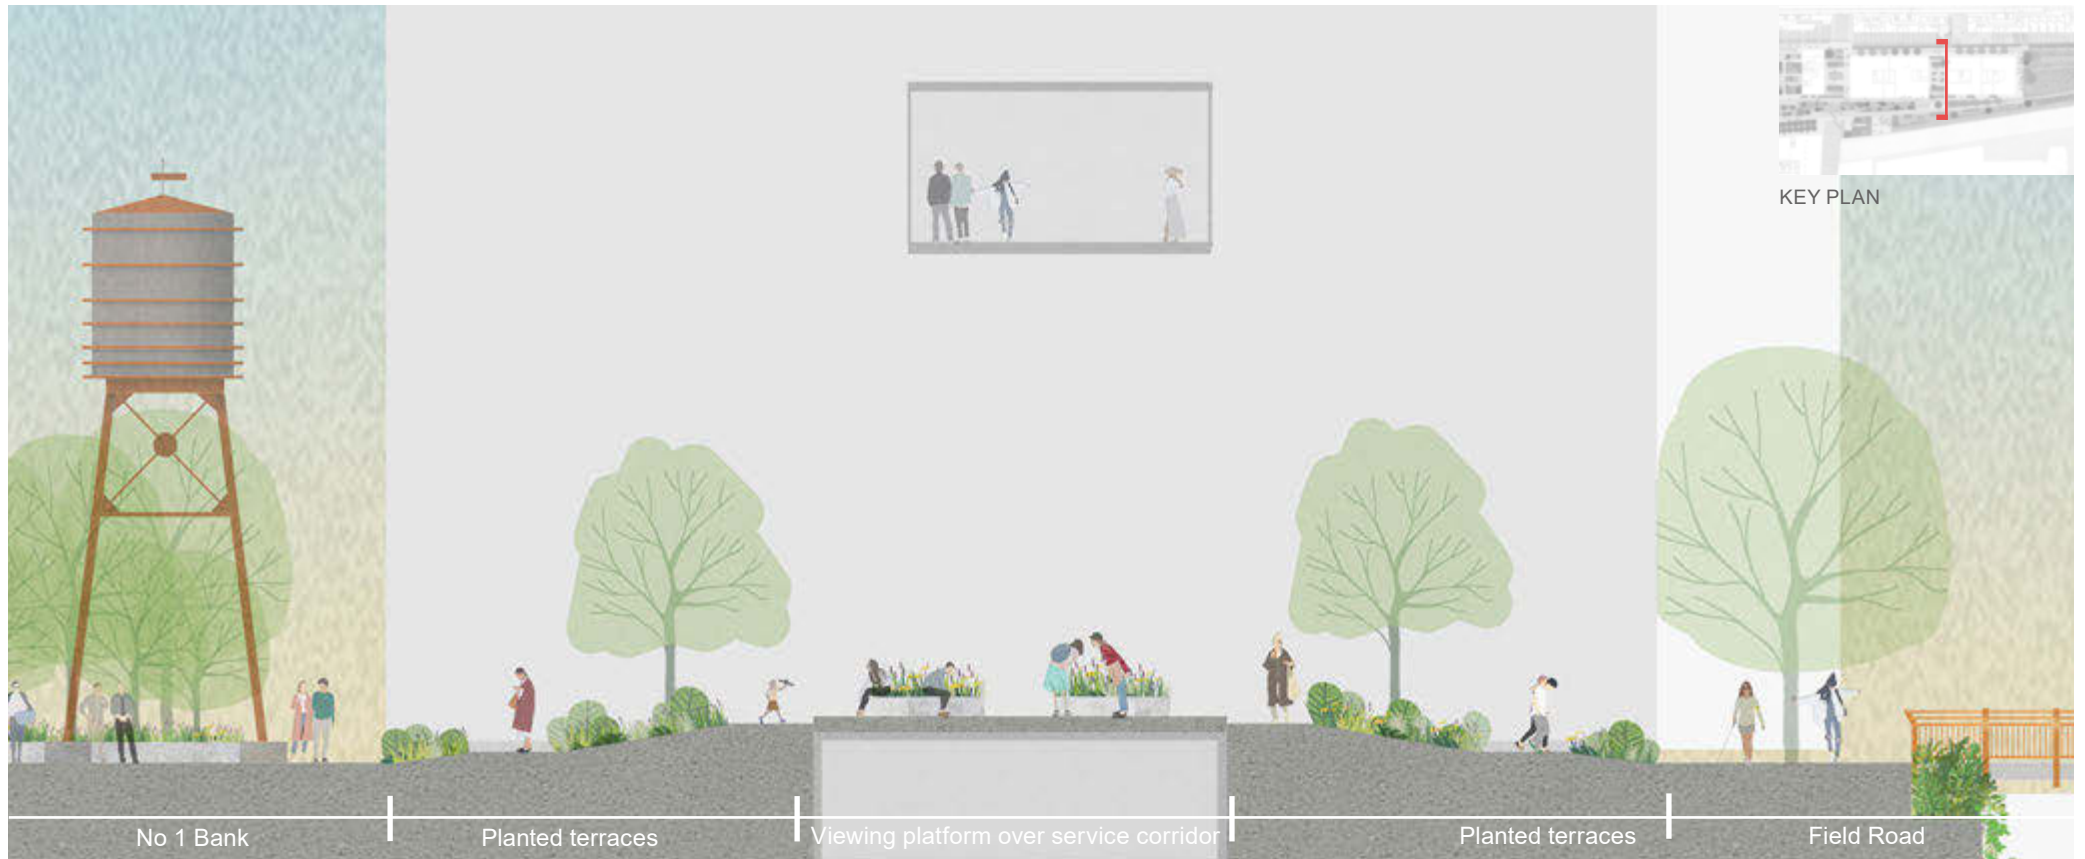 KEY PLAN
No 1 Bank
Planted terraces
Viewing platform over service corridor
Planted terraces
Field Road